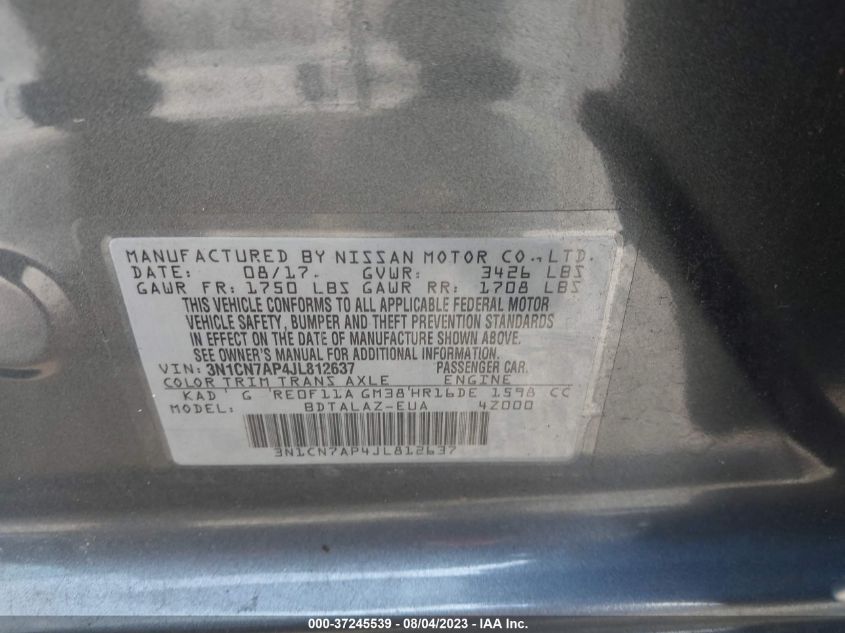 MANUFACTURED BY NISSAN MOTOR CO., LTD.
DATE: 08/17. GVWR: 3426 LBS
GAWR FR: 1750 LBS GAWR RR: 1708 LBS
THIS VEHICLE CONFORMS TO ALL APPLICABLE FEDERAL MOTOR
VEHICLE SAFETY, BUMPER AND THEFT PREVENTION STANDARDS
IN EFFECT ON THE DATE OF MANUFACTURE SHOWN ABOVE.
SEE OWNER'S MANUAL FOR ADDITIONAL INFORMATION.
VIN: 3N1CN7AP4JL812637 PASSENGER CAR.
COLOR TRIM TRANS AXLE ENGINE
KAD G RE0F11A GM38 HR16DE 1598 CC
MODEL: BDTALAZ-EUA 4Z000
3N1CN7AP4JL812637
000-37245539 - 08/04/2023 - IAA Inc.